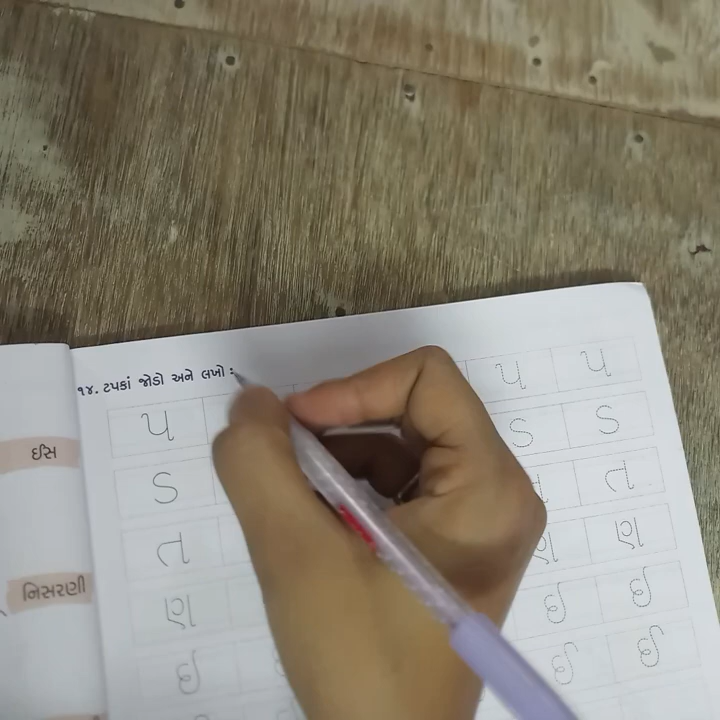 ૧૪. ટપકાં જોડો અને લખો :
ઈસ
નિસરણી
પ પ પ
ડ ડ ડ
ત ત ત
ણ ણ ણ
ઈ ઈ ઈ
ઈ ઈ